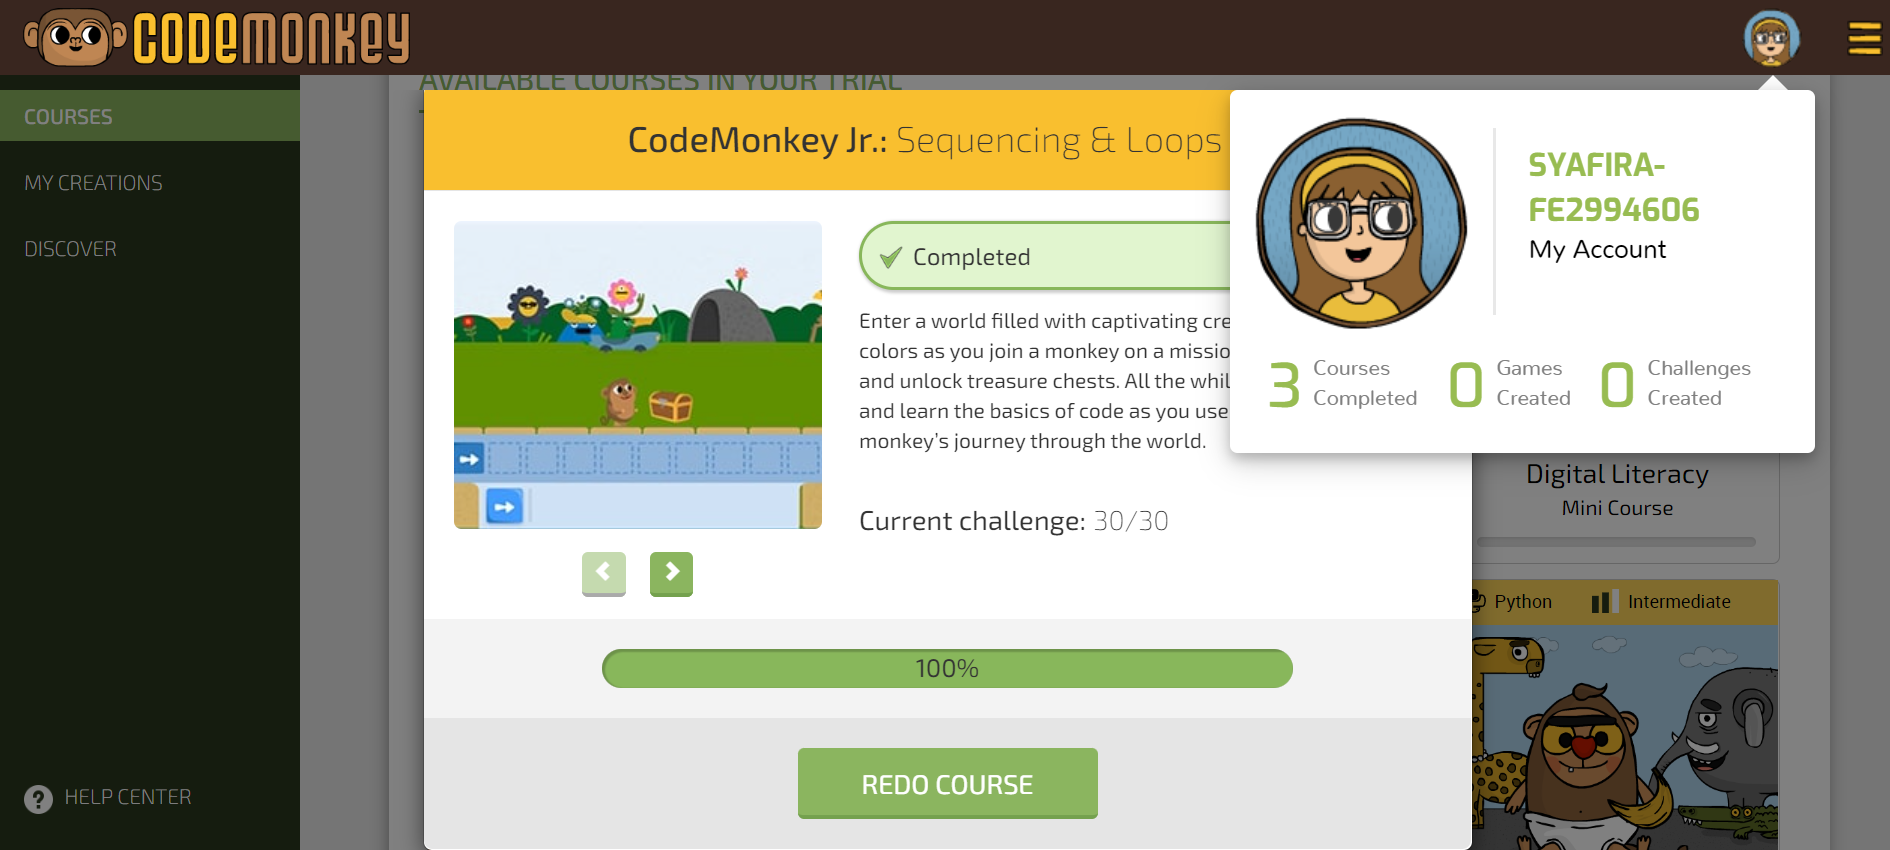 CODEMONKEY
COURSES
MY CREATIONS
DISCOVER
HELP CENTER
AVAILABLE COURSES IN YOUR TRIAL
CodeMonkey Jr.: Sequencing & Loops
Completed
Enter a world filled with captivating cre
colors as you join a monkey on a missio
and unlock treasure chests. All the whil
and learn the basics of code as you use
monkey’s journey through the world.
Current challenge: 30/30
100%
REDO COURSE
SYAFIRA-
FE2994606
My Account
3 Courses Completed
0 Games Created
0 Challenges Created
Digital Literacy
Mini Course
Python Intermediate